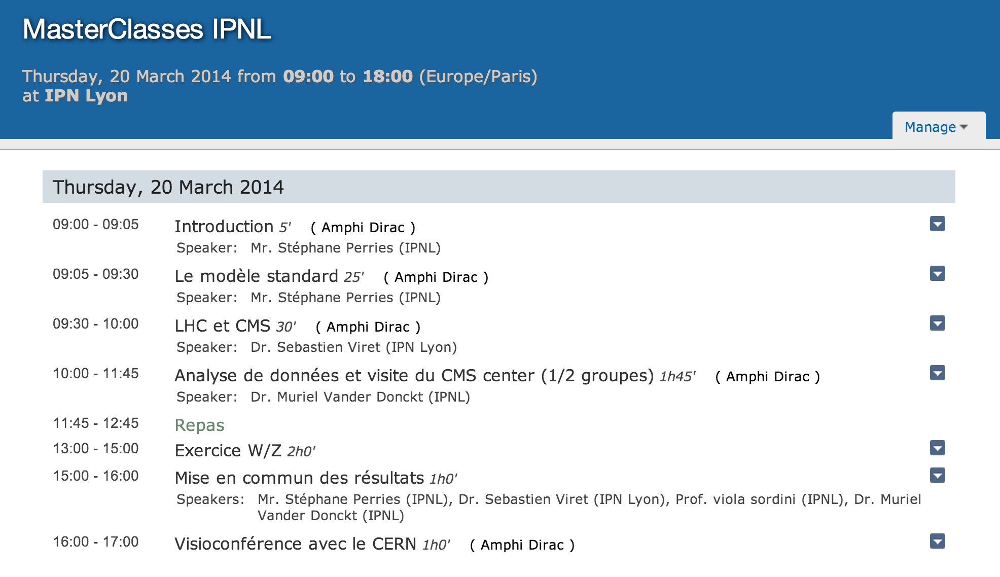 MasterClasses IPNL
Thursday, 20 March 2014 from 09:00 to 18:00 (Europe/Paris)
at IPN Lyon
Manage
Thursday, 20 March 2014
09:00 - 09:05 Introduction 5' ( Amphi Dirac )
Speaker: Mr. Stéphane Perries (IPNL)
09:05 - 09:30 Le modèle standard 25' ( Amphi Dirac )
Speaker: Mr. Stéphane Perries (IPNL)
09:30 - 10:00 LHC et CMS 30' ( Amphi Dirac )
Speaker: Dr. Sebastien Viret (IPN Lyon)
10:00 - 11:45 Analyse de données et visite du CMS center (1/2 groupes) 1h45' ( Amphi Dirac )
Speaker: Dr. Muriel Vander Donckt (IPNL)
11:45 - 12:45 Repas
13:00 - 15:00 Exercice W/Z 2h0'
15:00 - 16:00 Mise en commun des résultats 1h0'
Speakers: Mr. Stéphane Perries (IPNL), Dr. Sebastien Viret (IPN Lyon), Prof. viola sordini (IPNL), Dr. Muriel
Vander Donckt (IPNL)
16:00 - 17:00 Visioconférence avec le CERN 1h0' ( Amphi Dirac )